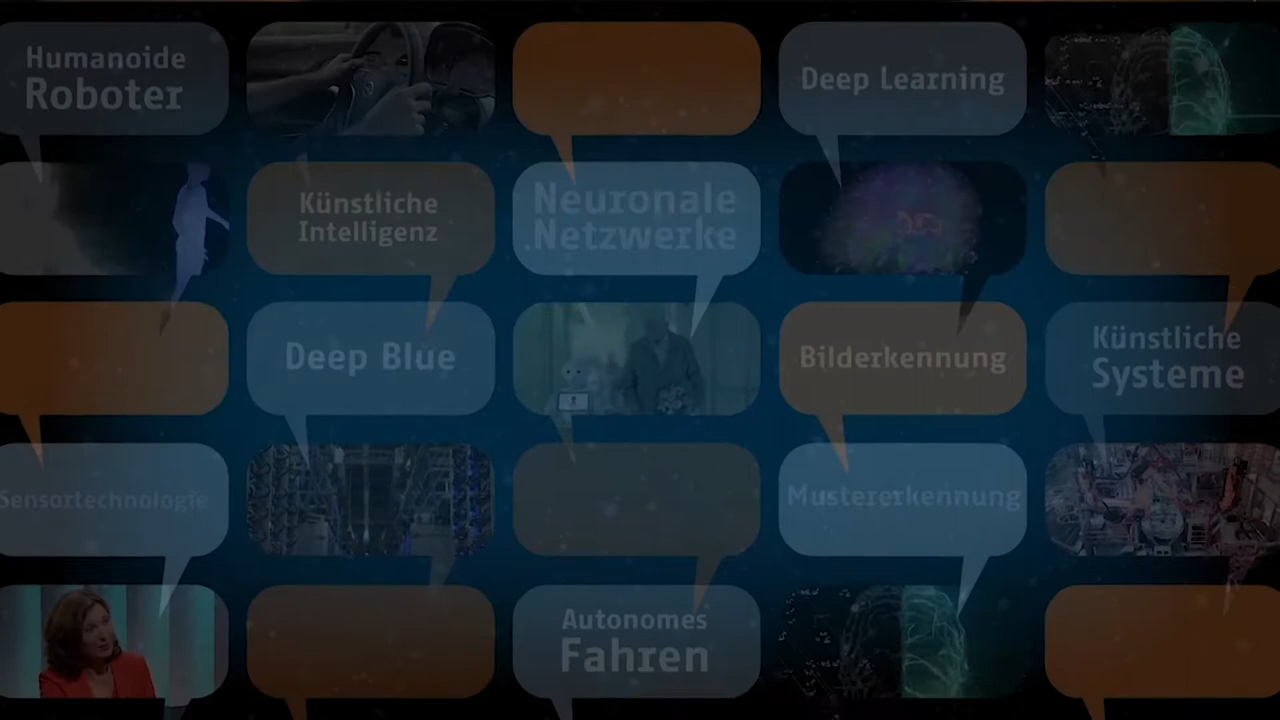 Humanoide
Roboter
Deep Learning
Künstliche
Intelligenz
Neuronale
Netzwerke
Deep Blue
Bilderkennung
Künstliche
Systeme
Sensortechnologie
Mustererkennung
Autonomes
Fahren